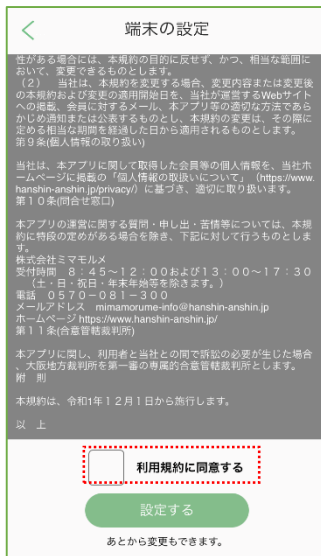 端末の設定
性がある場合には、本規約の目的に反せず、かつ、相当な範囲に
おいて、変更できるものとします。
(2) 当社は、本規約を変更する場合、変更内容または変更後
の本規約および変更の適用開始日を、当社が運営するWebサイト
への掲載、会員に対するメール、本アプリ等の適切な方法であら
かじめ通知または公表するものとし、本規約の変更は、その際に
定める相当な期間を経過した日から適用されるものとします。
第9条(個人情報の取り扱い)
当社は、本アプリに関して取得した会員等の個人情報を、当社ホ
ームページに掲載の「個人情報の取扱いについて」(https://www.
hanshin-anshin.jp/privacy/) に基づき、適切に取り扱います。
第10条(問合せ窓口)
本アプリの運営に関する質問・申し出・苦情等については、本規
約に特段の定めがある場合を除き、下記に対して行うものとしま
す。
株式会社ミマモルメ
受付時間 8:45～12:00および13:00～17:30
(土・日・祝日・年末年始等を除きます。)
電話 0570-081-300
メールアドレス mimamorume-info@hanshin-anshin.jp
ホームページ https://www.hanshin-anshin.jp/
第11条(合意管轄裁判所)
本アプリに関し、利用者と当社との間で訴訟の必要が生じた場合
、大阪地方裁判所を第一審の専属的合意管轄裁判所とします。
附 則
本規約は、令和1年12月1日から施行します。
以 上
利用規約に同意する
設定する
あとから変更もできます。